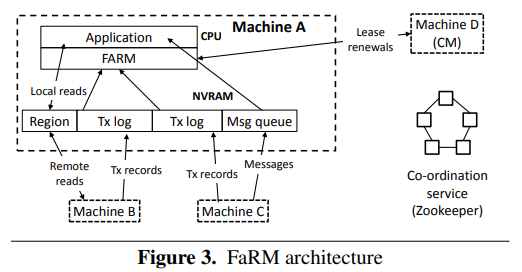 Machine A
Application
CPU
FARM
Lease
renewals
Machine D
(CM)
Local reads
NVRAM
Region
Tx log
Tx log
Msg queue
Remote
reads
Tx records
Tx records
Messages
Machine B
Machine C
Co-ordination
service
(Zookeeper)
Figure 3. FaRM architecture